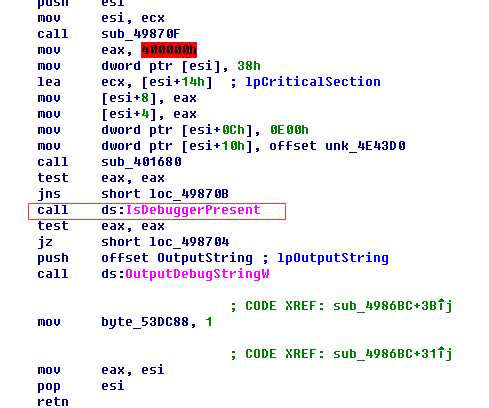 push    esi
mov     esi, ecx
call    sub_49870F
mov     eax, 400000h
mov     dword ptr [esi], 38h
lea     ecx, [esi+14h]  ; lpCriticalSection
mov     [esi+8], eax
mov     [esi+4], eax
mov     dword ptr [esi+0Ch], 0E00h
mov     dword ptr [esi+10h], offset unk_4E43D0
call    sub_401680
test    eax, eax
jns     short loc_49870B
call    ds:IsDebuggerPresent
test    eax, eax
jz      short loc_498704
push    offset OutputString ; lpOutputString
call    ds:OutputDebugStringW
; CODE XREF: sub_4986BC+3B↑j
mov     byte_53DC88, 1
; CODE XREF: sub_4986BC+31↑j
mov     eax, esi
pop     esi
retn